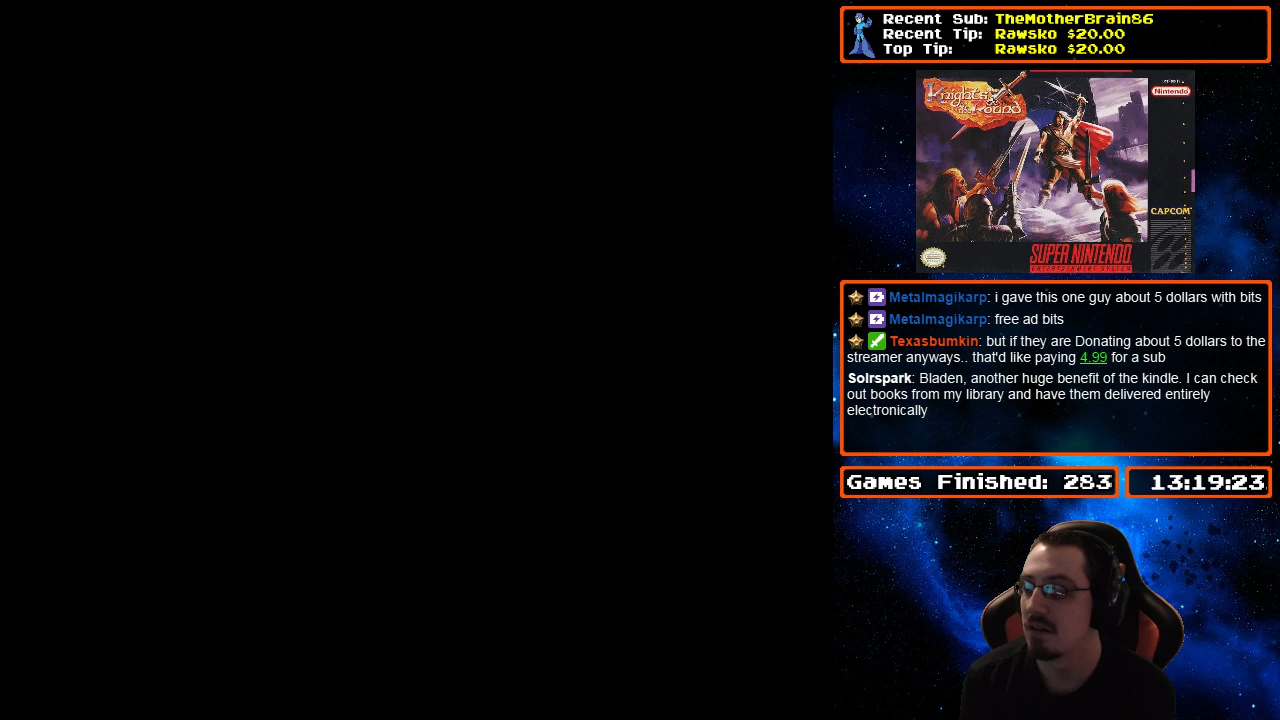 Recent Sub: TheMotherBrain86
Recent Tip: Rawsko $20.00
Top Tip: Rawsko $20.00
Knights of the Round
Nintendo
CAPCOM
SUPER NINTENDO
ENTERTAINMENT SYSTEM
Metalmagikarp: i gave this one guy about 5 dollars with bits
Metalmagikarp: free ad bits
Texasbumkin: but if they are Donating about 5 dollars to the
streamer anyways.. that'd like paying 4.99 for a sub
Solrspark: Bladen, another huge benefit of the kindle. I can check
out books from my library and have them delivered entirely
electronically
Games Finished: 283
13:19:23